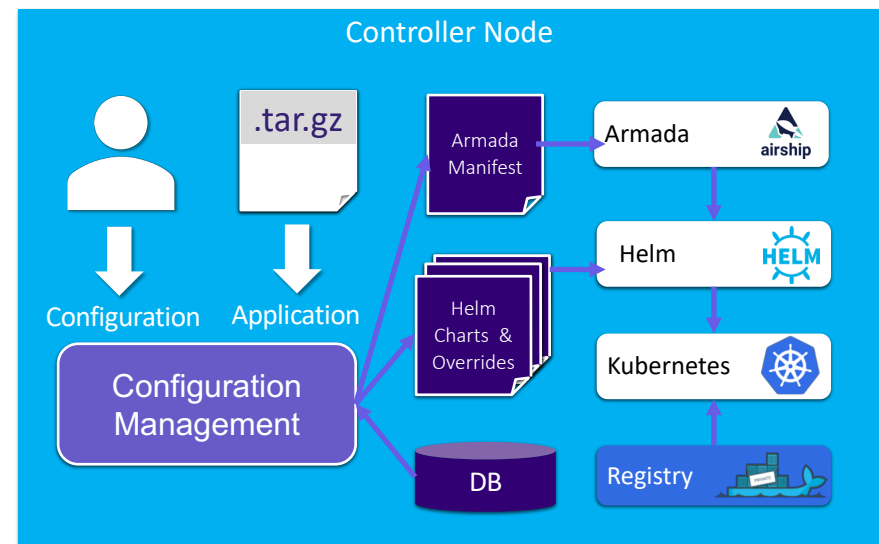 Controller Node
.tar.gz
Configuration
Application
Configuration
Management
Armada
Manifest
Helm
Charts &
Overrides
DB
Armada
airship
Helm
HELM
Kubernetes
Registry
PRIVATE